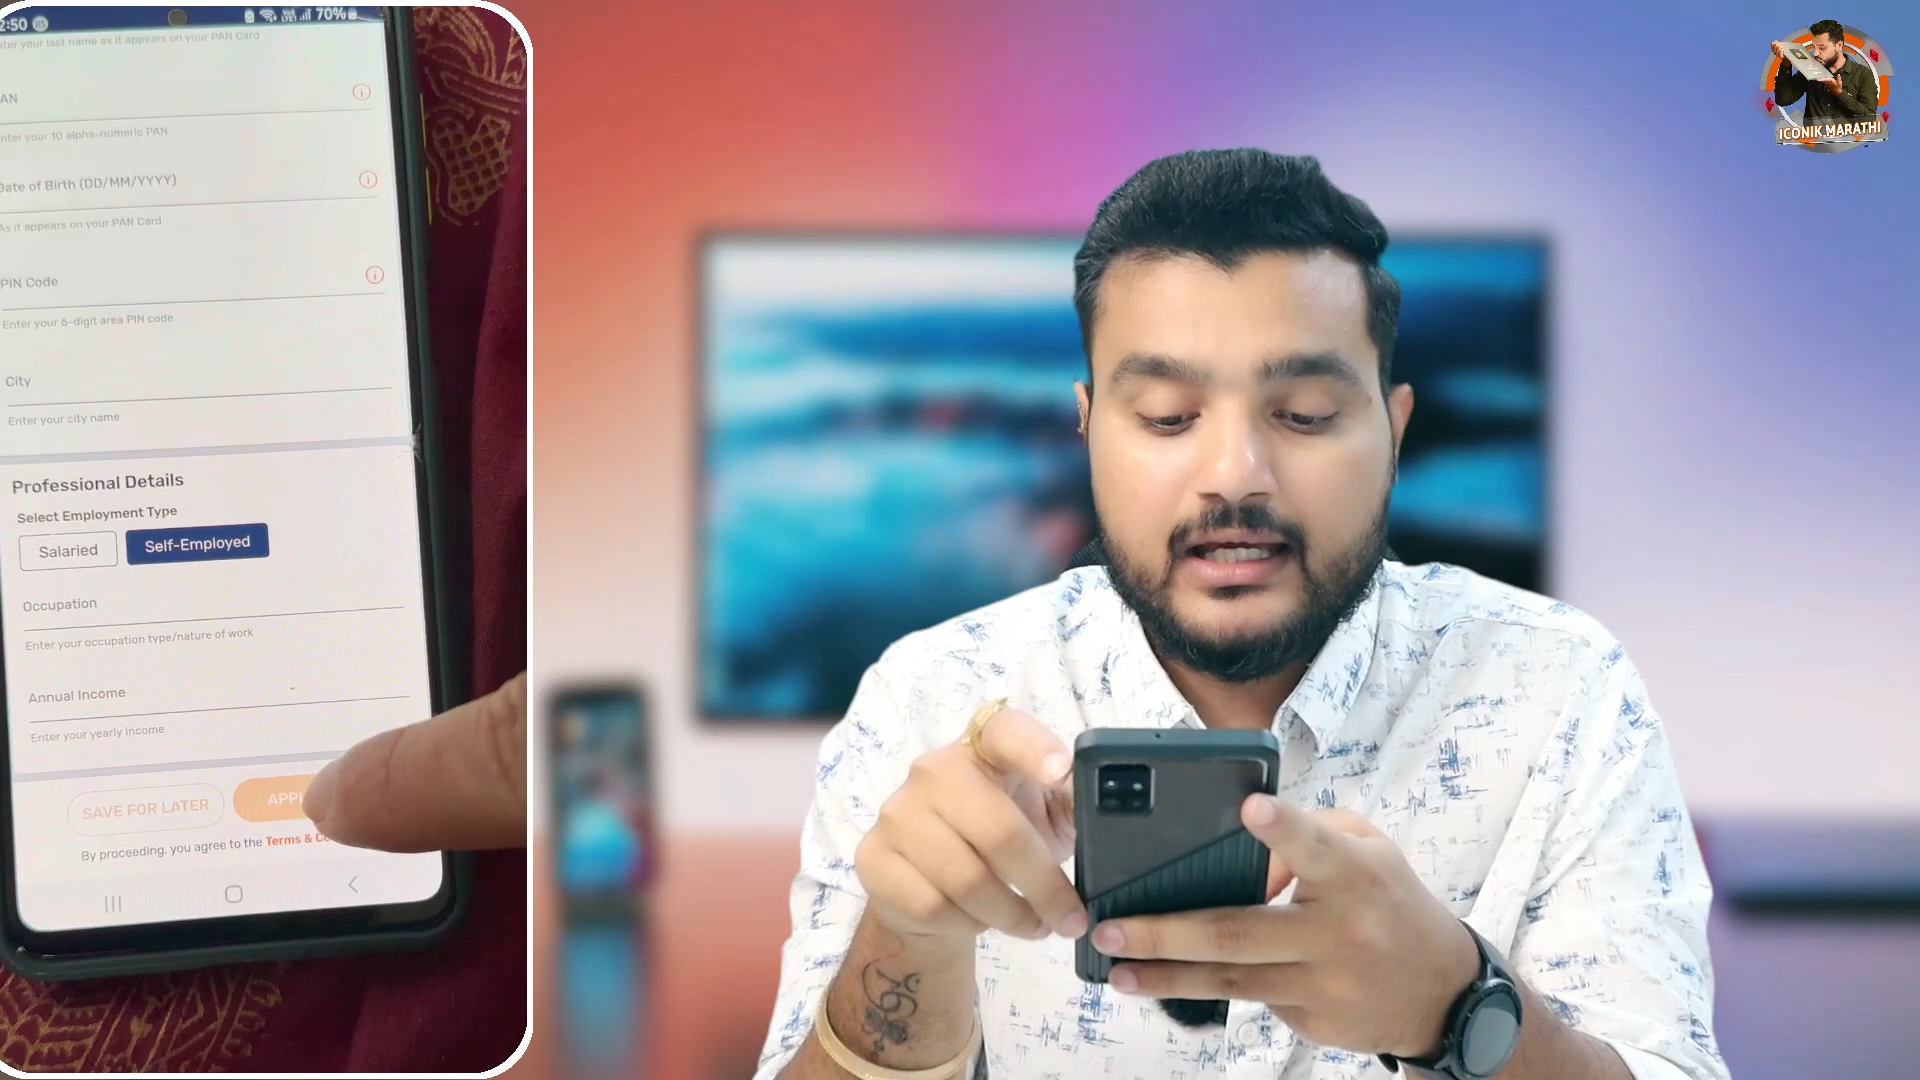 2:50
70%
nter your last name as it appears on your PAN Card
AN
nter your 10 alpha-numeric PAN
Date of Birth (DD/MM/YYYY)
As it appears on your PAN Card
PIN Code
Enter your 6-digit area PIN code
City
Enter your city name
Professional Details
Select Employment Type
Salaried
Self-Employed
Occupation
Enter your occupation type/nature of work
Annual Income
Enter your yearly income
SAVE FOR LATER
APPL
By proceeding, you agree to the Terms & Co
ICONIK MARATHI